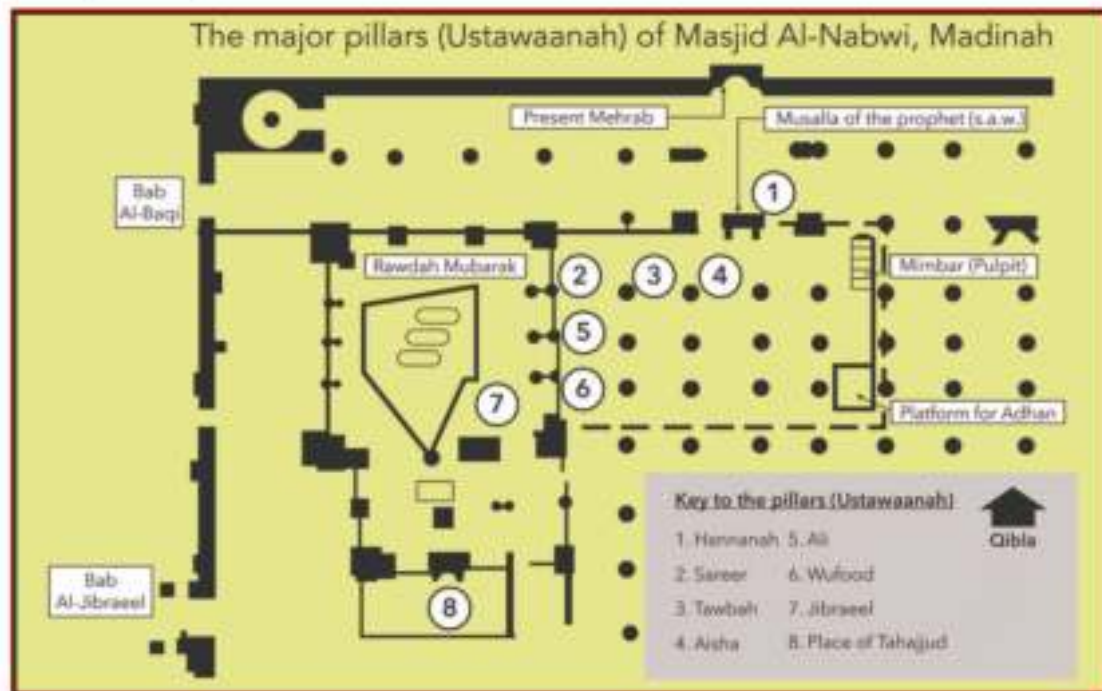 The major pillars (Ustawaanah) of Masjid Al-Nabwi, Madinah
Present Mehrab
Musalla of the prophet (s.a.w.)
Bab
Al-Baqi
1
Rawdah Mubarak
2
3
4
Mimbar (Pulpit)
5
6
7
Platform for Adhan
Key to the pillars (Ustawaanah)
1. Hannanah 5. Ali
2. Sareer 6. Wufood
3. Tawbah 7. Jibraeel
4. Aisha 8. Place of Tahajjud
Qibla
Bab
Al-Jibraeel
8